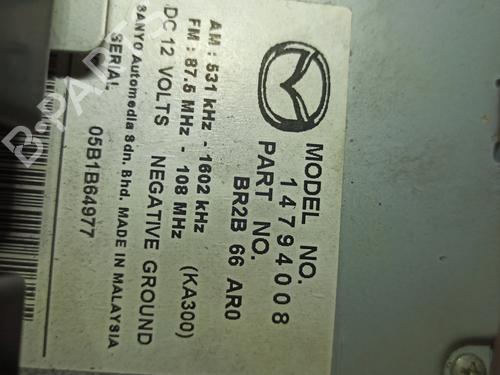 MODEL NO.
14794008
PART NO.
BR2B 66 AR0
AM : 531 kHz - 1602 kHz
FM : 87.5 MHz - 108 MHz (KA300)
DC 12 VOLTS NEGATIVE GROUND
SANYO Automedia Sdn. Bhd. MADE IN MALAYSIA
SERIAL
05B1B64977
B-PARTS